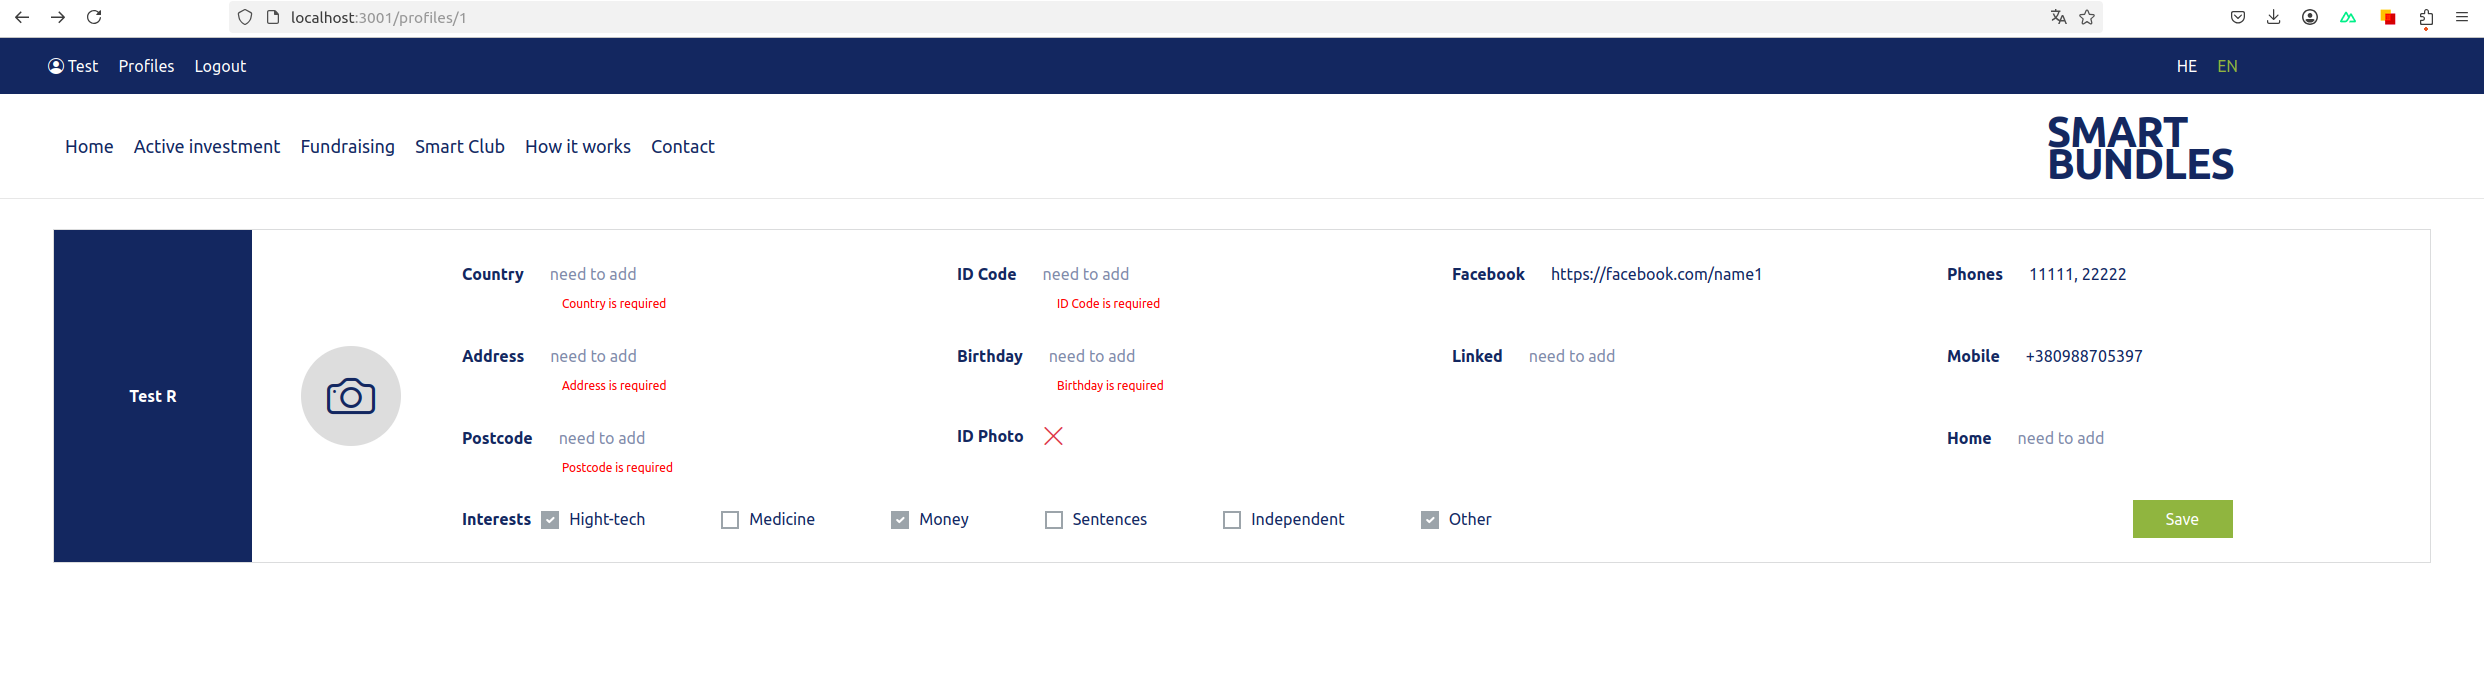 localhost:3001/profiles/1
Test Profiles Logout HE EN
Home Active investment Fundraising Smart Club How it works Contact
SMART
BUNDLES
Test R
Country need to add
Country is required
Address need to add
Address is required
Postcode need to add
Postcode is required
ID Code need to add
ID Code is required
Birthday need to add
Birthday is required
ID Photo
Facebook https://facebook.com/name1
Linked need to add
Phones 11111, 22222
Mobile +380988705397
Home need to add
Interests Hight-tech Medicine Money Sentences Independent Other
Save